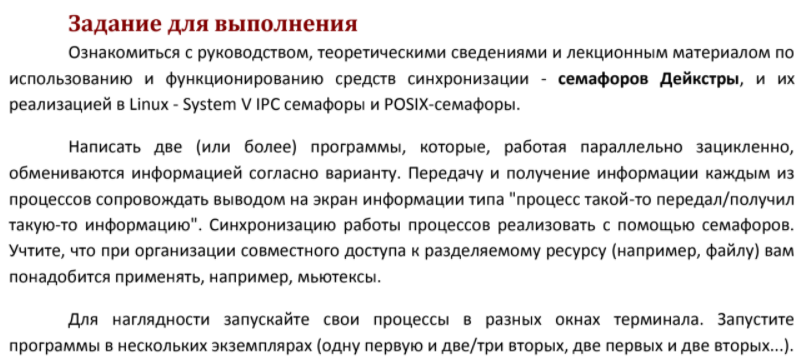 Задание для выполнения
Ознакомиться с руководством, теоретическими сведениями и лекционным материалом по
использованию и функционированию средств синхронизации - семафоров Дейкстры, и их
реализацией в Linux - System V IPC семафоры и POSIX-семафоры.
Написать две (или более) программы, которые, работая параллельно зацикленно,
обмениваются информацией согласно варианту. Передачу и получение информации каждым из
процессов сопровождать выводом на экран информации типа "процесс такой-то передал/получил
такую-то информацию". Синхронизацию работы процессов реализовать с помощью семафоров.
Учтите, что при организации совместного доступа к разделяемому ресурсу (например, файлу) вам
понадобится применять, например, мьютексы.
Для наглядности запускайте свои процессы в разных окнах терминала. Запустите
программы в нескольких экземплярах (одну первую и две/три вторых, две первых и две вторых...).